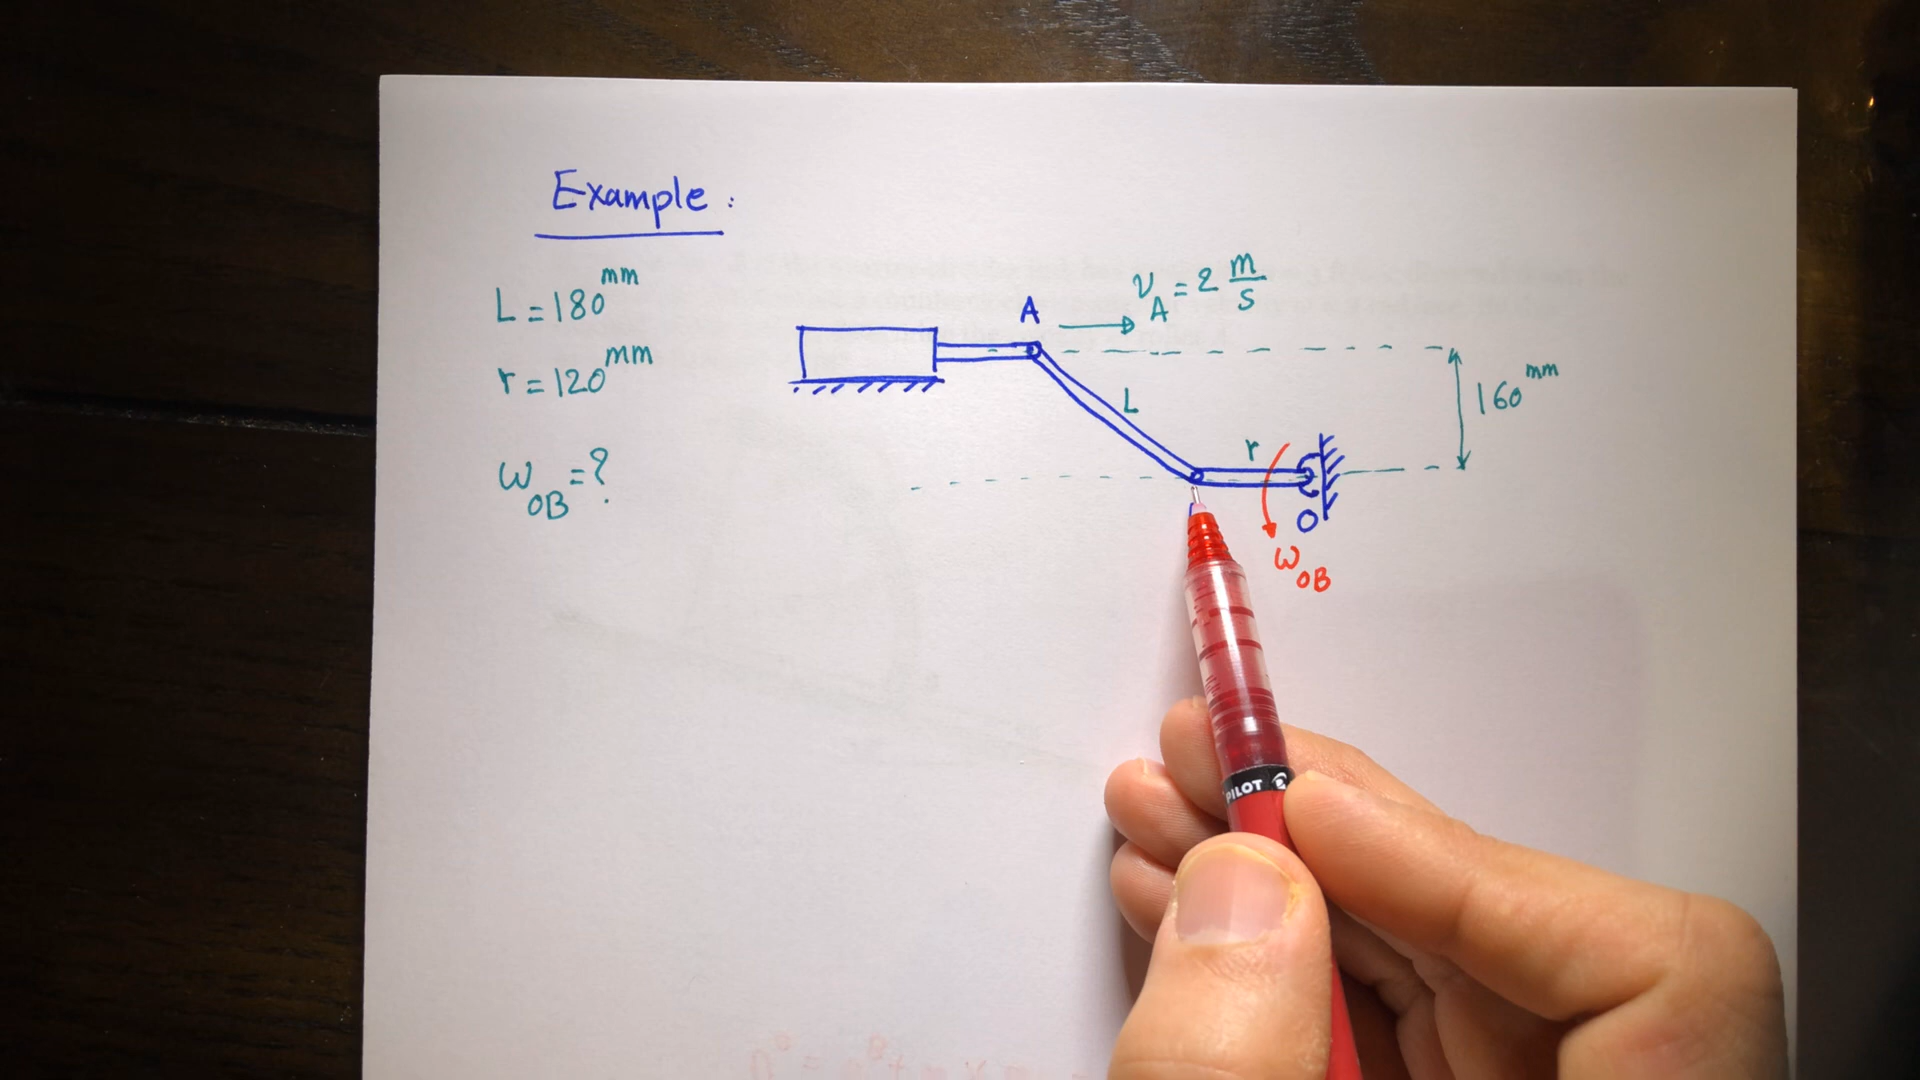 Example:
L = 180 mm
r = 120 mm
ω_OB = ?
A
v_A = 2 m/s
L
160 mm
r
O
ω_OB
PILOT